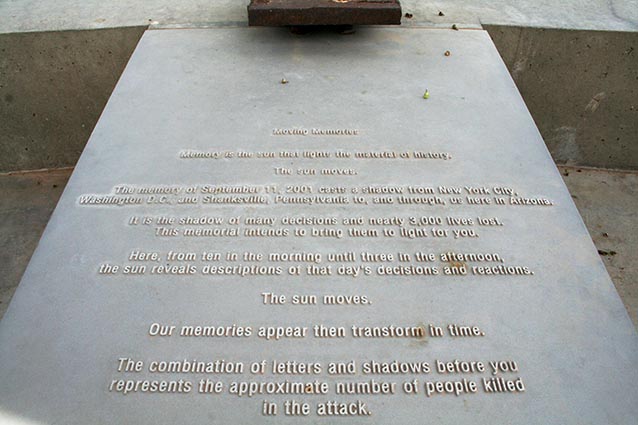 Moving Memories
Memory is the sun that lights the material of history.
The sun moves.
The memory of September 11, 2001 casts a shadow from New York City,
Washington D.C., and Shanksville, Pennsylvania to, and through, us here in Arizona.
It is the shadow of many decisions and nearly 3,000 lives lost.
This memorial intends to bring them to light for you.
Here, from ten in the morning until three in the afternoon,
the sun reveals descriptions of that day's decisions and reactions.
The sun moves.
Our memories appear then transform in time.
The combination of letters and shadows before you
represents the approximate number of people killed
in the attack.